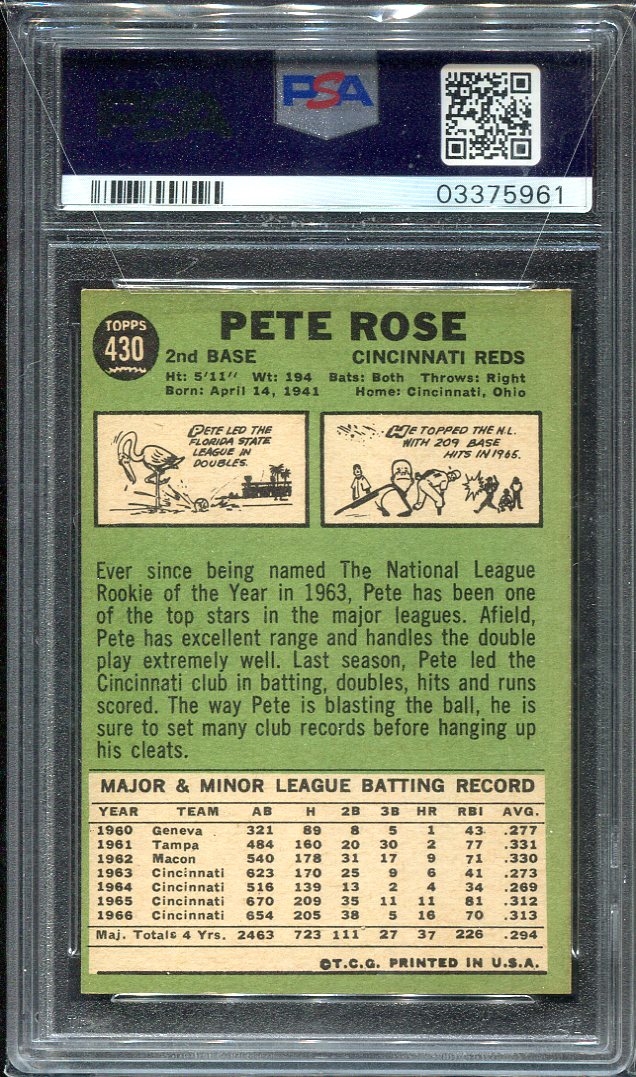 PSA
PSA
03375961
TOPPS
430
PETE ROSE
2nd BASE CINCINNATI REDS
Ht: 5'11" Wt: 194 Bats: Both Throws: Right
Born: April 14, 1941 Home: Cincinnati, Ohio
PETE LED THE
FLORIDA STATE
LEAGUE IN
DOUBLES.
HE TOPPED THE N.L.
WITH 209 BASE
HITS IN 1965.
Ever since being named The National League
Rookie of the Year in 1963, Pete has been one
of the top stars in the major leagues. Afield,
Pete has excellent range and handles the double
play extremely well. Last season, Pete led the
Cincinnati club in batting, doubles, hits and runs
scored. The way Pete is blasting the ball, he is
sure to set many club records before hanging up
his cleats.
MAJOR & MINOR LEAGUE BATTING RECORD
YEAR TEAM AB H 2B 3B HR RBI AVG.
1960 Geneva 321 89 8 5 1 43 .277
1961 Tampa 484 160 20 30 2 77 .331
1962 Macon 540 178 31 17 9 71 .330
1963 Cincinnati 623 170 25 9 6 41 .273
1964 Cincinnati 516 139 13 2 4 34 .269
1965 Cincinnati 670 209 35 11 11 81 .312
1966 Cincinnati 654 205 38 5 16 70 .313
Maj. Totals 4 Yrs. 2463 723 111 27 37 226 .294
©T.C.G. PRINTED IN U.S.A.